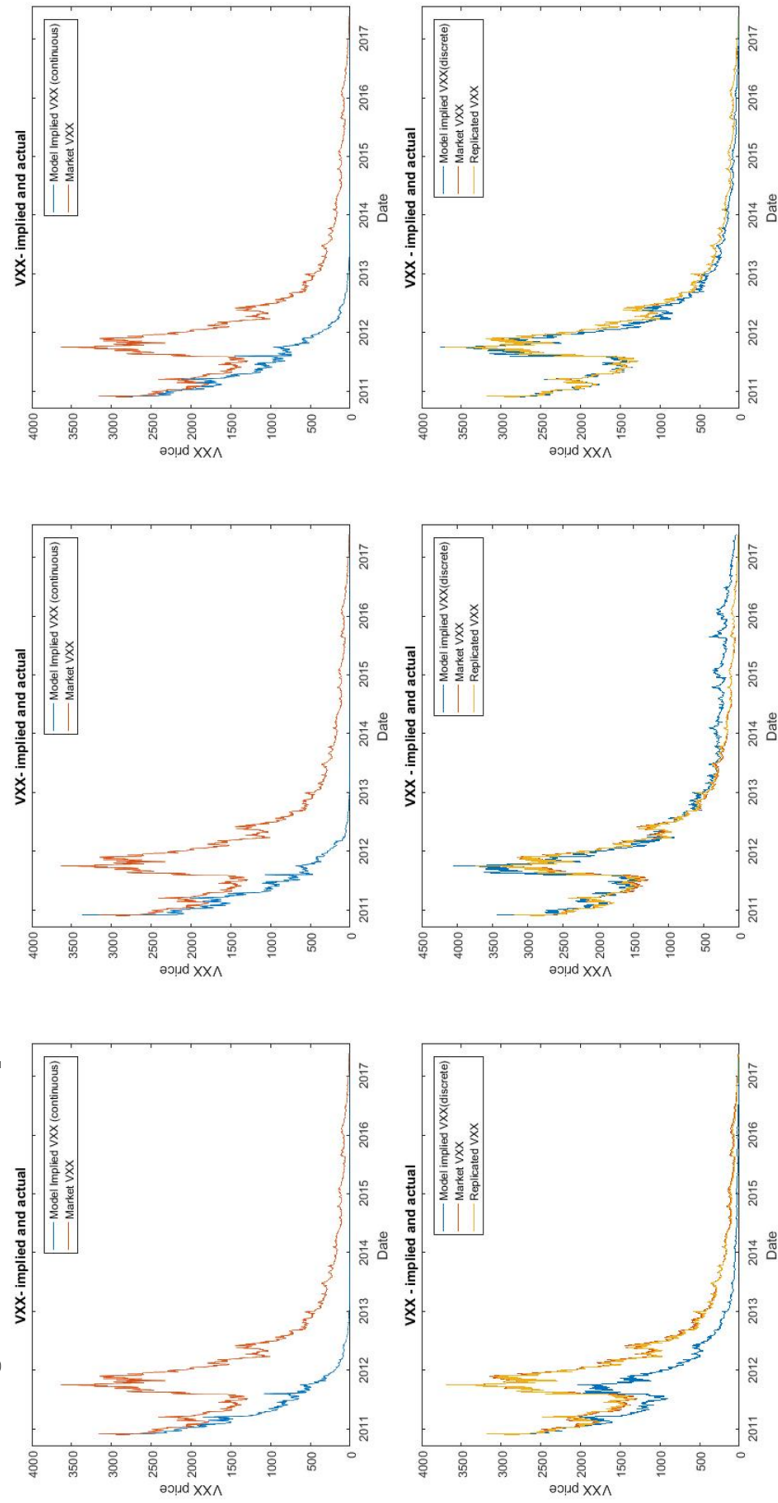 VXX- implied and actual
Model Implied VXX (continuous)
Market VXX
4000
3500
3000
2500
2000
1500
1000
500
0
VXX price
2011 2012 2013 2014 2015 2016 2017
Date
VXX- implied and actual
Model Implied VXX (continuous)
Market VXX
4000
3500
3000
2500
2000
1500
1000
500
0
VXX price
2011 2012 2013 2014 2015 2016 2017
Date
VXX- implied and actual
Model Implied VXX (continuous)
Market VXX
4000
3500
3000
2500
2000
1500
1000
500
0
VXX price
2011 2012 2013 2014 2015 2016 2017
Date
VXX - implied and actual
Model implied VXX(discrete)
Market VXX
Replicated VXX
4000
3500
3000
2500
2000
1500
1000
500
0
VXX price
2011 2012 2013 2014 2015 2016 2017
Date
VXX - implied and actual
Model implied VXX(discrete)
Market VXX
Replicated VXX
4500
4000
3500
3000
2500
2000
1500
1000
500
0
VXX price
2011 2012 2013 2014 2015 2016 2017
Date
VXX - implied and actual
Model implied VXX(discrete)
Market VXX
Replicated VXX
4000
3500
3000
2500
2000
1500
1000
500
0
VXX price
2011 2012 2013 2014 2015 2016 2017
Date